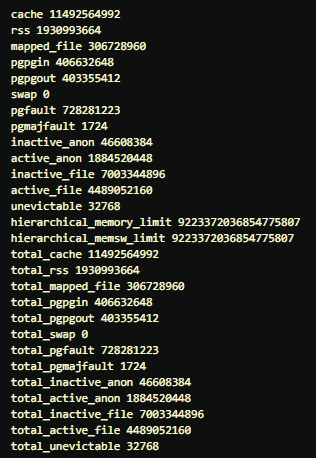 cache 11492564992
rss 1930993664
mapped_file 306728960
pgpgin 406632648
pgpgout 403355412
swap 0
pgfault 728281223
pgmajfault 1724
inactive_anon 46608384
active_anon 1884520448
inactive_file 7003344896
active_file 4489052160
unevictable 32768
hierarchical_memory_limit 9223372036854775807
hierarchical_memsw_limit 9223372036854775807
total_cache 11492564992
total_rss 1930993664
total_mapped_file 306728960
total_pgpgin 406632648
total_pgpgout 403355412
total_swap 0
total_pgfault 728281223
total_pgmajfault 1724
total_inactive_anon 46608384
total_active_anon 1884520448
total_inactive_file 7003344896
total_active_file 4489052160
total_unevictable 32768